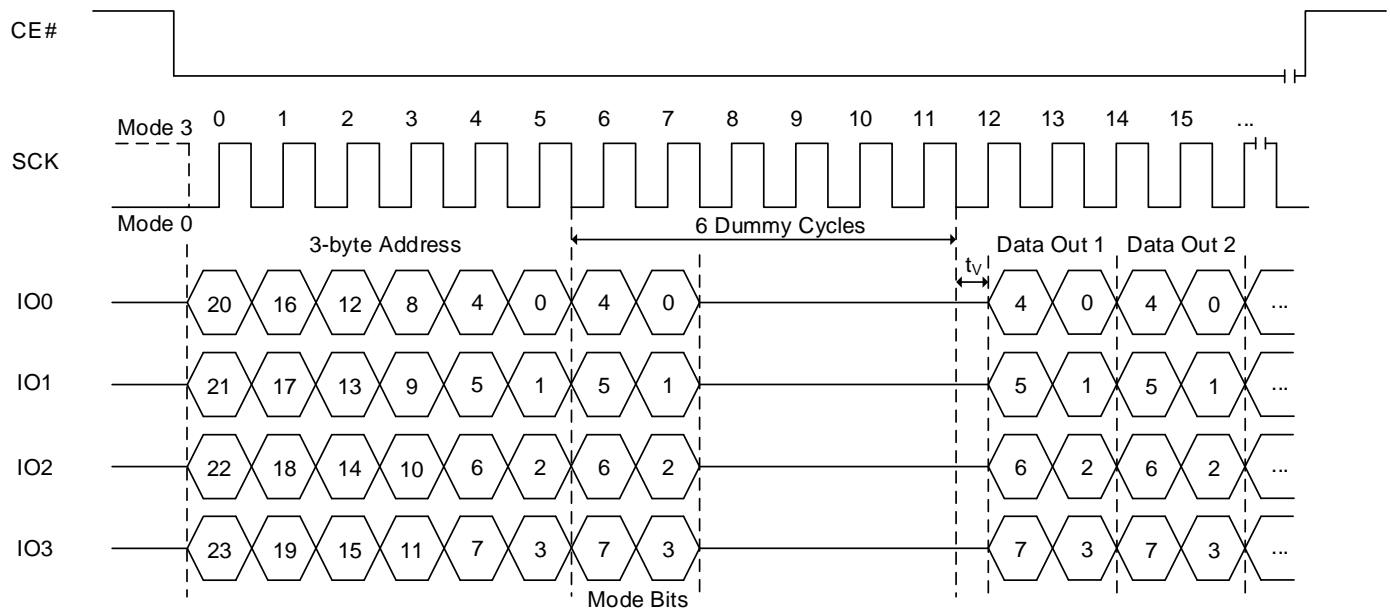 CE#
Mode 3 0 1 2 3 4 5 6 7 8 9 10 11 12 13 14 15 ...
SCK
Mode 0
6 Dummy Cycles
3-byte Address Data Out 1 Data Out 2
tV
IO0 20 16 12 8 4 0 4 0 4 0 4 0 ...
IO1 21 17 13 9 5 1 5 1 5 1 5 1 ...
IO2 22 18 14 10 6 2 6 2 6 2 6 2 ...
IO3 23 19 15 11 7 3 7 3 7 3 7 3 ...
Mode Bits